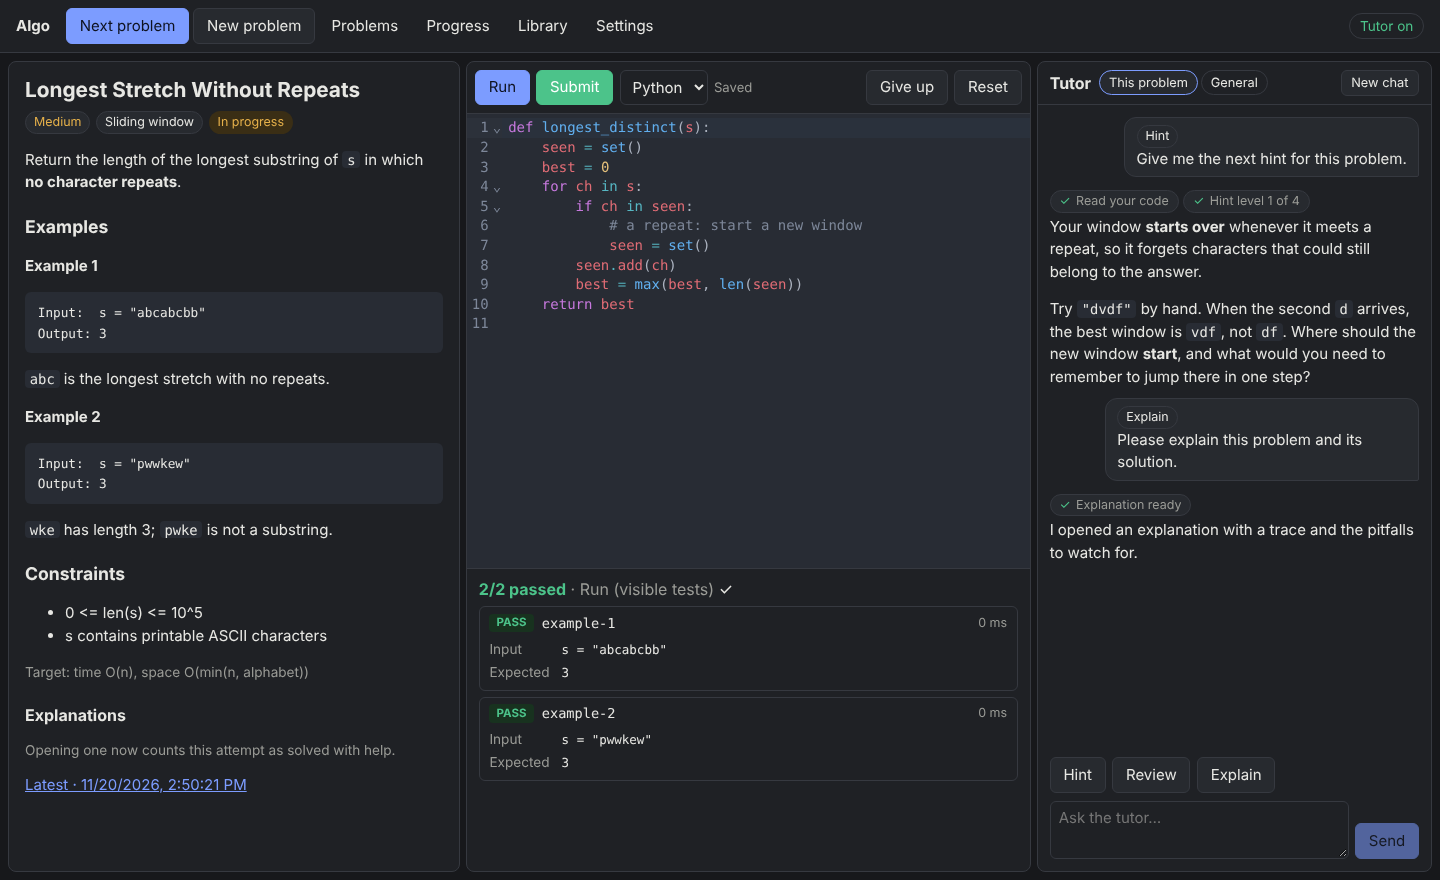 Algo Next problem New problem Problems Progress Library Settings Tutor on
Longest Stretch Without Repeats
Medium Sliding window In progress
Return the length of the longest substring of s in which
no character repeats.
Examples
Example 1
Input:  s = "abcabcbb"
Output: 3
abc is the longest stretch with no repeats.
Example 2
Input:  s = "pwwkew"
Output: 3
wke has length 3; pwke is not a substring.
Constraints
• 0 <= len(s) <= 10^5
• s contains printable ASCII characters
Target: time O(n), space O(min(n, alphabet))
Explanations
Opening one now counts this attempt as solved with help.
Latest · 11/20/2026, 2:50:21 PM
Run Submit Python Saved Give up Reset
1 def longest_distinct(s):
2     seen = set()
3     best = 0
4     for ch in s:
5         if ch in seen:
6             # a repeat: start a new window
7             seen = set()
8         seen.add(ch)
9         best = max(best, len(seen))
10     return best
11
2/2 passed · Run (visible tests) ✓
PASS example-1 0 ms
Input s = "abcabcbb"
Expected 3
PASS example-2 0 ms
Input s = "pwwkew"
Expected 3
Tutor This problem General New chat
Hint
Give me the next hint for this problem.
✓ Read your code ✓ Hint level 1 of 4
Your window starts over whenever it meets a
repeat, so it forgets characters that could still
belong to the answer.
Try "dvdf" by hand. When the second d arrives,
the best window is vdf, not df. Where should the
new window start, and what would you need to
remember to jump there in one step?
Explain
Please explain this problem and its
solution.
✓ Explanation ready
I opened an explanation with a trace and the pitfalls
to watch for.
Hint Review Explain
Ask the tutor...
Send